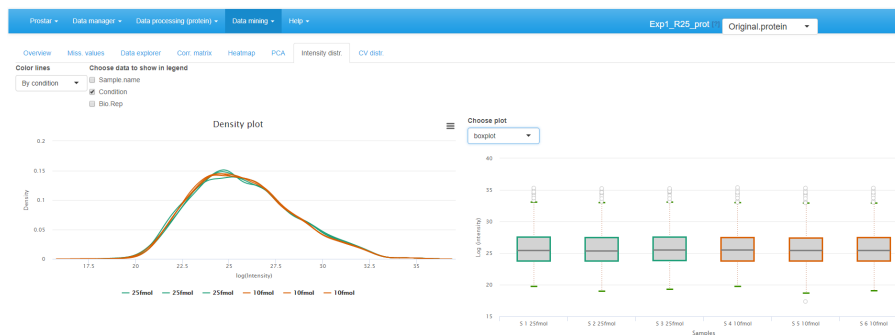 Prostar Data manager Data processing (protein) Data mining Help Exp1_R25_prot Original.protein
Overview Miss. values Data explorer Corr. matrix Heatmap PCA Intensity distr. CV distr.
Color lines Choose data to show in legend
By condition Sample.name
Condition
Bio.Rep
Density plot
0.2
0.15
0.1
0.05
0
Density
17.5 20 22.5 25 27.5 30 32.5 35
log(Intensity)
25fmol 25fmol 25fmol 10fmol 10fmol 10fmol
Choose plot
boxplot
40
35
30
25
20
15
Log (intensity)
S 1 25fmol S 2 25fmol S 3 25fmol S 4 10fmol S 5 10fmol S 6 10fmol
Samples